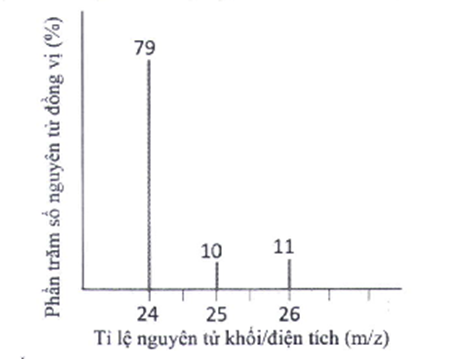 Phần trăm số nguyên tử đồng vị (%)
79
10
11
24 25 26
Tỉ lệ nguyên tử khối/điện tích (m/z)